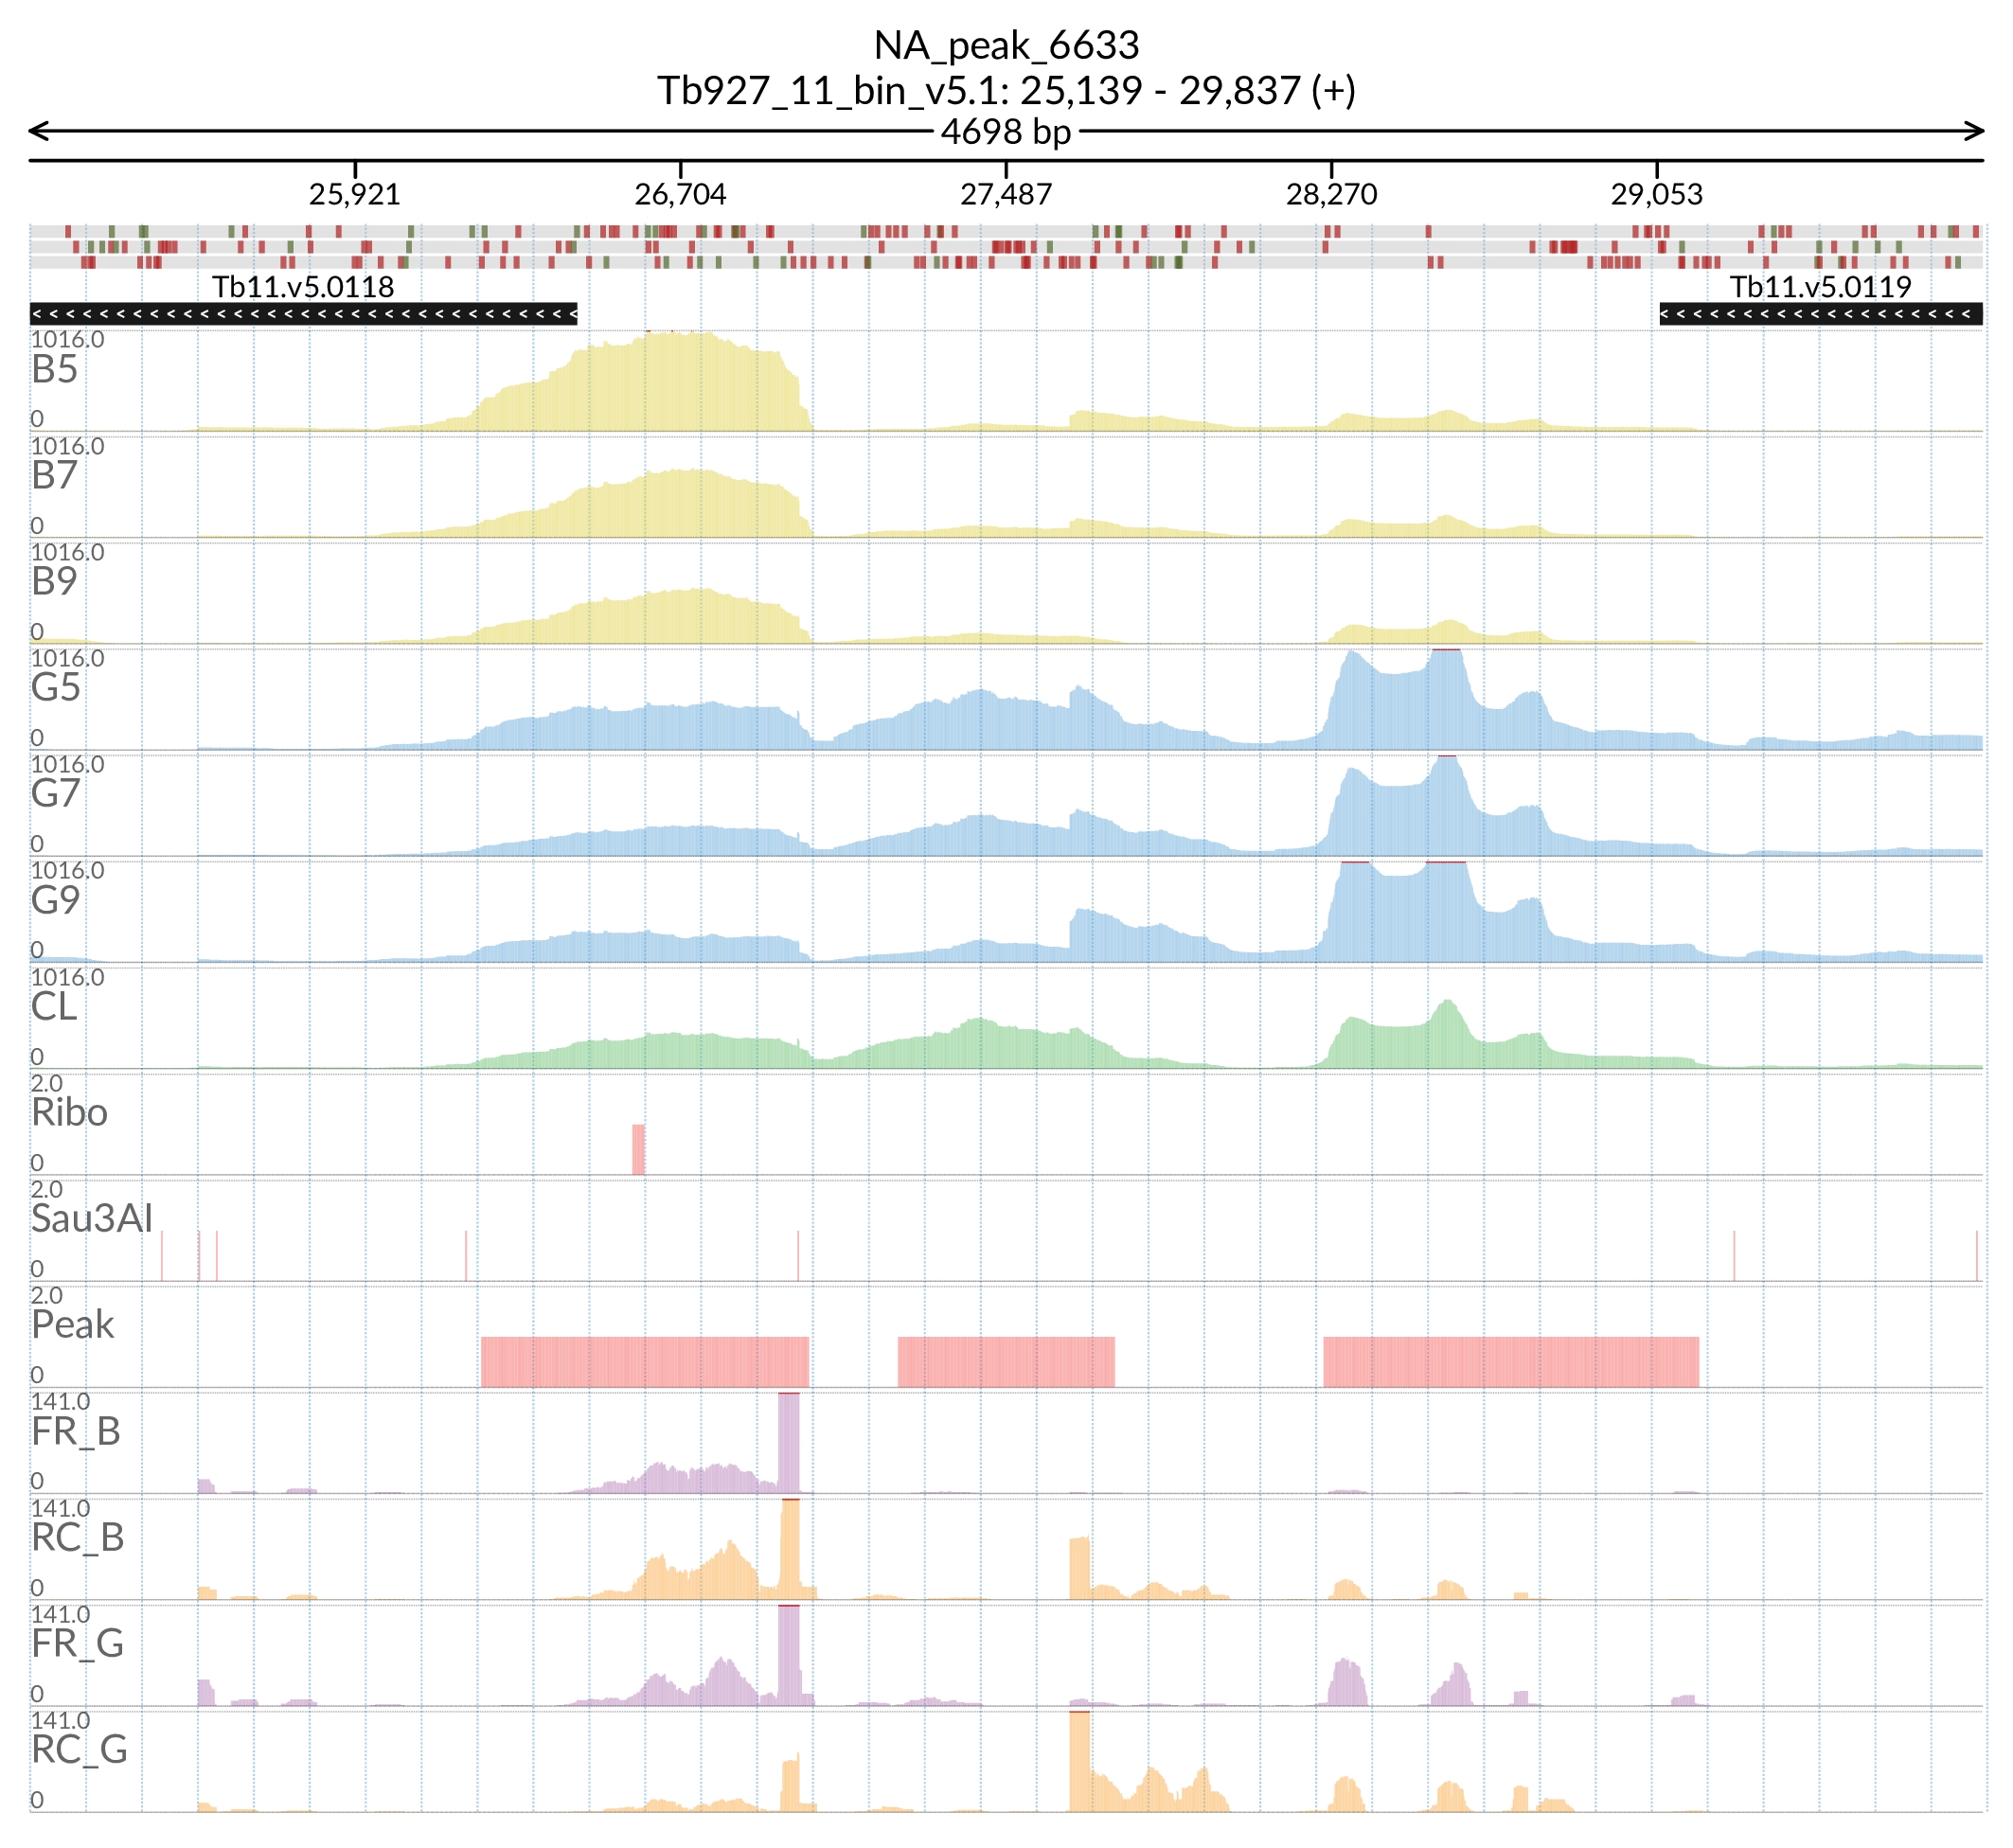 NA_peak_6633
Tb927_11_bin_v5.1: 25,139 - 29,837 (+)
4698 bp
25,921 26,704 27,487 28,270 29,053
Tb11.v5.0118 Tb11.v5.0119
1016.0
B5
0
1016.0
B7
0
1016.0
B9
0
1016.0
G5
0
1016.0
G7
0
1016.0
G9
0
1016.0
CL
0
2.0
Ribo
0
2.0
Sau3AI
0
2.0
Peak
0
141.0
FR_B
0
141.0
RC_B
0
141.0
FR_G
0
141.0
RC_G
0